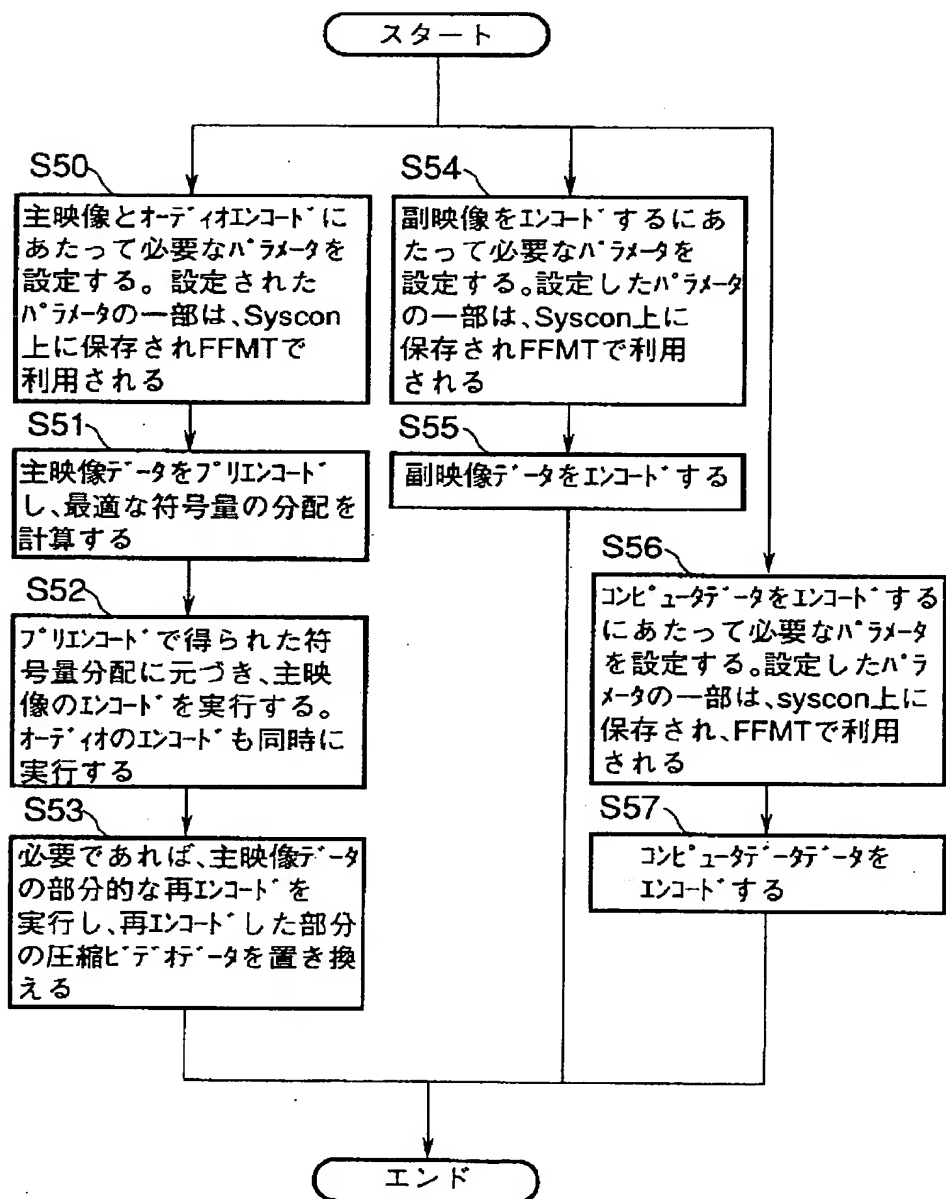 スタート
S50
主映像とオーディオエンコードに
あたって必要なパラメータを
設定する。設定された
パラメータの一部は、Syscon
上に保存されFFMTで
利用される
S51
主映像データをプリエンコード
し、最適な符号量の分配を
計算する
S52
プリエンコードで得られた符
号量分配に元づき、主映
像のエンコードを実行する。
オーディオのエンコードも同時に
実行する
S53
必要であれば、主映像データ
の部分的な再エンコードを
実行し、再エンコードした部分
の圧縮ビデオデータを置き換
える
S54
副映像をエンコードするにあ
たって必要なパラメータを
設定する。設定したパラメータ
の一部は、Syscon上に
保存されFFMTで利用
される
S55
副映像データをエンコードする
S56
コンピュータデータをエンコードする
にあたって必要なパラメータ
を設定する。設定したパラ
メータの一部は、syscon上に
保存され、FFMTで利用
される
S57
コンピュータデータデータを
エンコードする
エンド